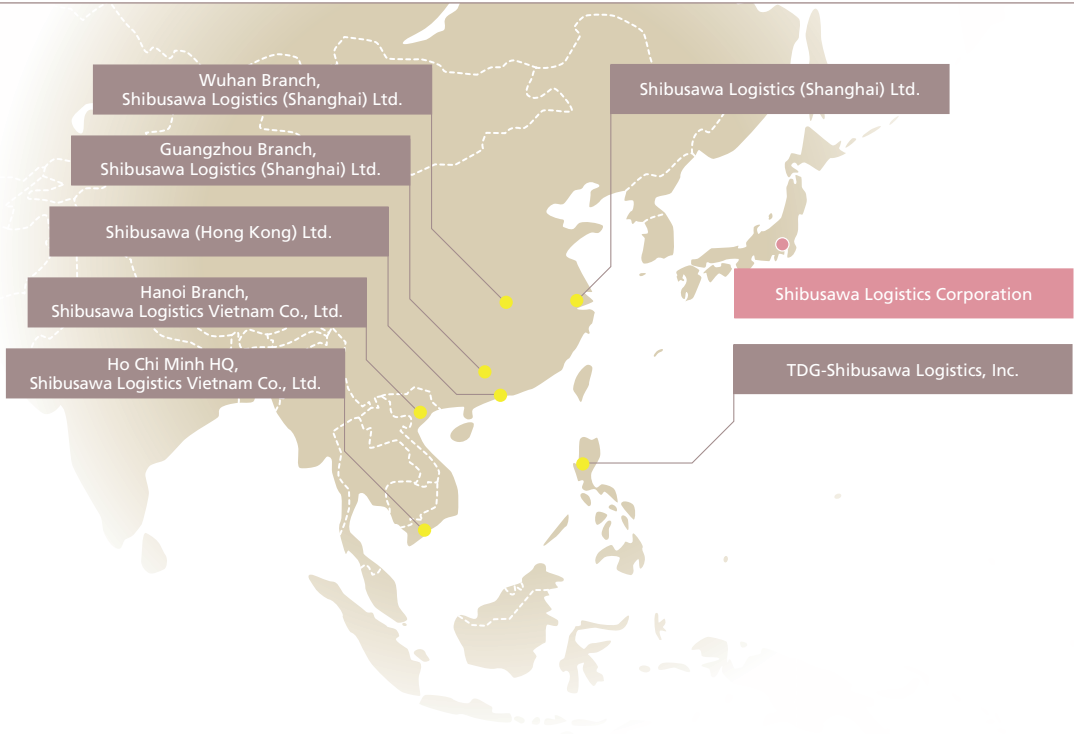 Wuhan Branch,
Shibusawa Logistics (Shanghai) Ltd.
Shibusawa Logistics (Shanghai) Ltd.
Guangzhou Branch,
Shibusawa Logistics (Shanghai) Ltd.
Shibusawa (Hong Kong) Ltd.
Hanoi Branch,
Shibusawa Logistics Vietnam Co., Ltd.
Shibusawa Logistics Corporation
Ho Chi Minh HQ,
Shibusawa Logistics Vietnam Co., Ltd.
TDG-Shibusawa Logistics, Inc.